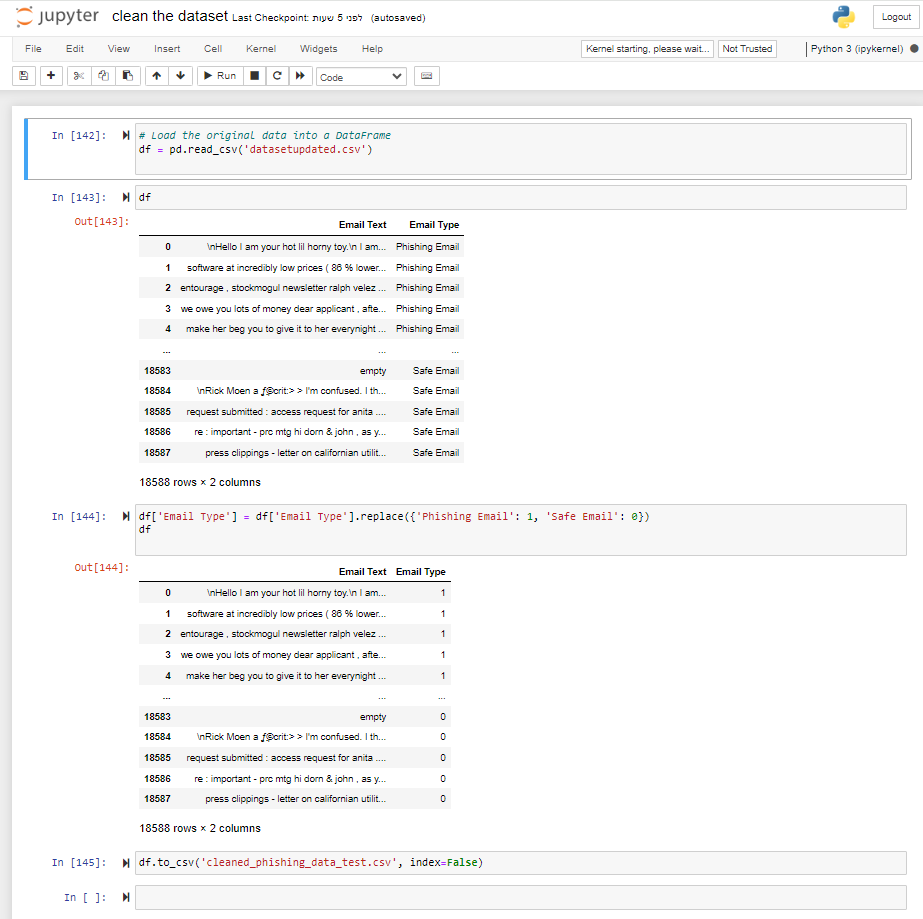 jupyter clean the dataset Last Checkpoint: לפני 5 שעות (autosaved) Logout
File Edit View Insert Cell Kernel Widgets Help Kernel starting, please wait... Not Trusted Python 3 (ipykernel)
Run Code
In [142]: # Load the original data into a DataFrame
df = pd.read_csv('datasetupdated.csv')
In [143]: df
Out[143]:
Email Text Email Type
0 \nHello I am your hot lil horny toy.\n I am... Phishing Email
1 software at incredibly low prices ( 86 % lower... Phishing Email
2 entourage , stockmogul newsletter ralph velez ... Phishing Email
3 we owe you lots of money dear applicant , afte... Phishing Email
4 make her beg you to give it to her everynight ... Phishing Email
... ... ...
18583 empty Safe Email
18584 \nRick Moen a ƒ©crit:> > I'm confused. I th... Safe Email
18585 request submitted : access request for anita .... Safe Email
18586 re : important - prc mtg hi dorn & john , as y... Safe Email
18587 press clippings - letter on californian utilit... Safe Email
18588 rows × 2 columns
In [144]: df['Email Type'] = df['Email Type'].replace({'Phishing Email': 1, 'Safe Email': 0})
df
Out[144]:
Email Text Email Type
0 \nHello I am your hot lil horny toy.\n I am... 1
1 software at incredibly low prices ( 86 % lower... 1
2 entourage , stockmogul newsletter ralph velez ... 1
3 we owe you lots of money dear applicant , afte... 1
4 make her beg you to give it to her everynight ... 1
... ... ...
18583 empty 0
18584 \nRick Moen a ƒ©crit:> > I'm confused. I th... 0
18585 request submitted : access request for anita .... 0
18586 re : important - prc mtg hi dorn & john , as y... 0
18587 press clippings - letter on californian utilit... 0
18588 rows × 2 columns
In [145]: df.to_csv('cleaned_phishing_data_test.csv', index=False)
In [ ]: